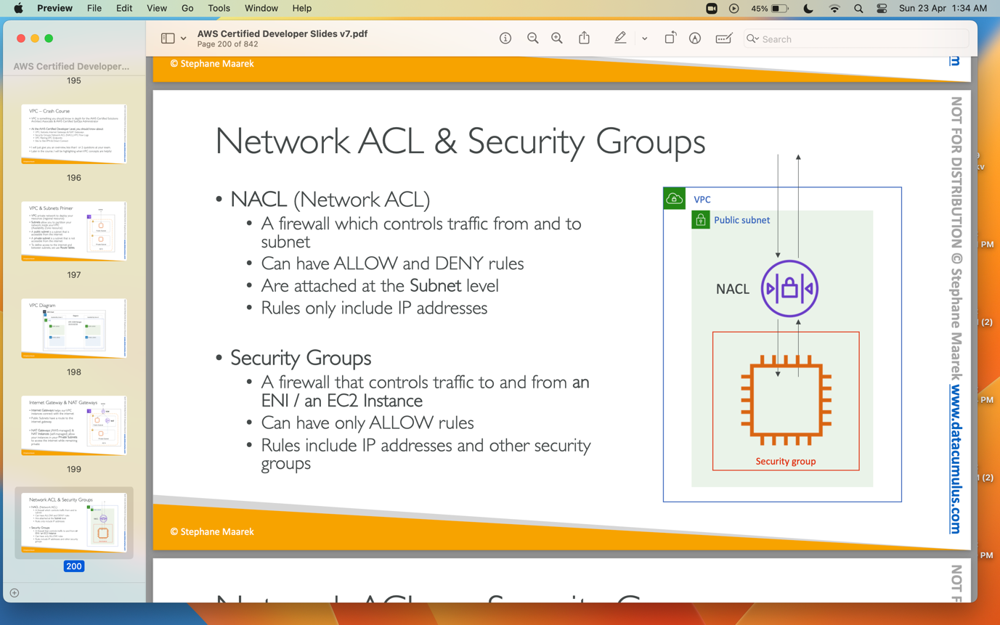 Preview File Edit View Go Tools Window Help
45%
Sun 23 Apr 1:34 AM
AWS Certified Developer Slides v7.pdf
Page 200 of 842
Search
AWS Certified Developer...
195
VPC – Crash Course
196
VPC & Subnets Primer
197
VPC Diagram
198
Internet Gateway & NAT Gateways
199
Network ACL & Security Groups
200
© Stephane Maarek
m
Network ACL & Security Groups
• NACL (Network ACL)
• A firewall which controls traffic from and to
subnet
• Can have ALLOW and DENY rules
• Are attached at the Subnet level
• Rules only include IP addresses
• Security Groups
• A firewall that controls traffic to and from an
ENI / an EC2 Instance
• Can have only ALLOW rules
• Rules include IP addresses and other security
groups
VPC
Public subnet
NACL
Security group
© Stephane Maarek
NOT FOR DISTRIBUTION © Stephane Maarek www.datacumulus.com
NOT F
PM
(2)
PM
(2)
PM